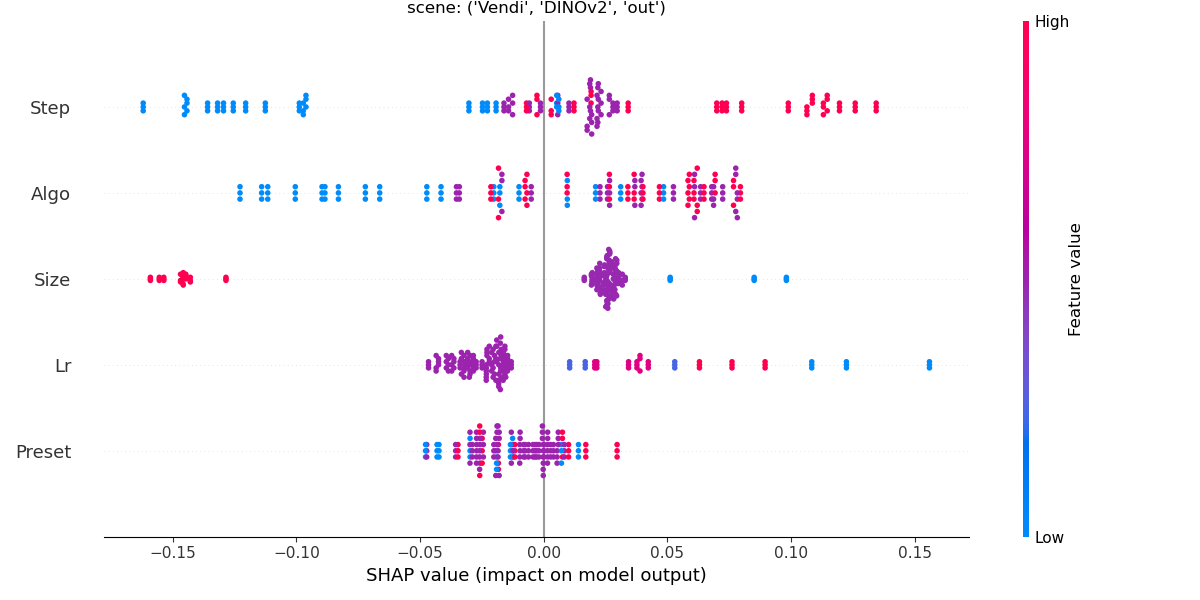 scene: ('Vendi', 'DINOv2', 'out')
High
Step
Algo
Size
Lr
Preset
Feature value
Low
−0.15 −0.10 −0.05 0.00 0.05 0.10 0.15
SHAP value (impact on model output)